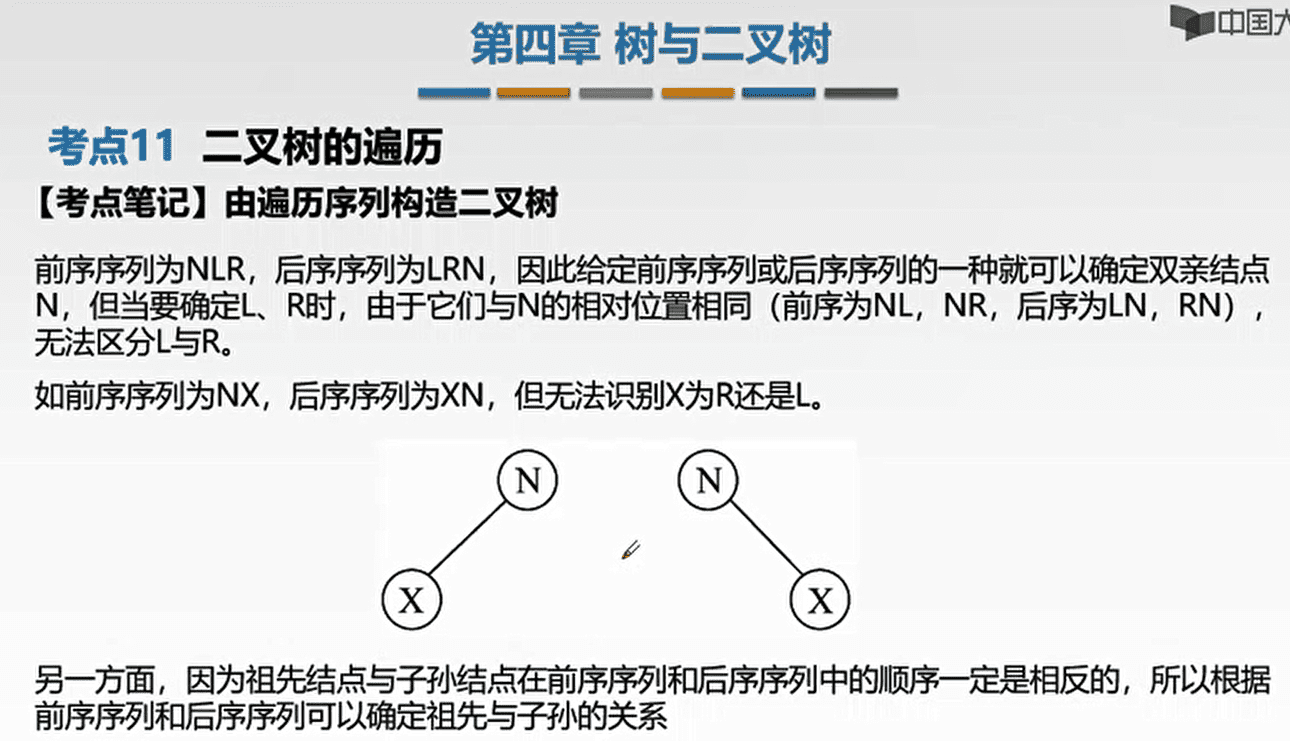 中国大
第四章 树与二叉树
考点11 二叉树的遍历
【考点笔记】由遍历序列构造二叉树
前序序列为NLR，后序序列为LRN，因此给定前序序列或后序序列的一种就可以确定双亲结点
N，但当要确定L、R时，由于它们与N的相对位置相同（前序为NL，NR，后序为LN，RN），
无法区分L与R。
如前序序列为NX，后序序列为XN，但无法识别X为R还是L。
N
N
X
X
另一方面，因为祖先结点与子孙结点在前序序列和后序序列中的顺序一定是相反的，所以根据
前序序列和后序序列可以确定祖先与子孙的关系